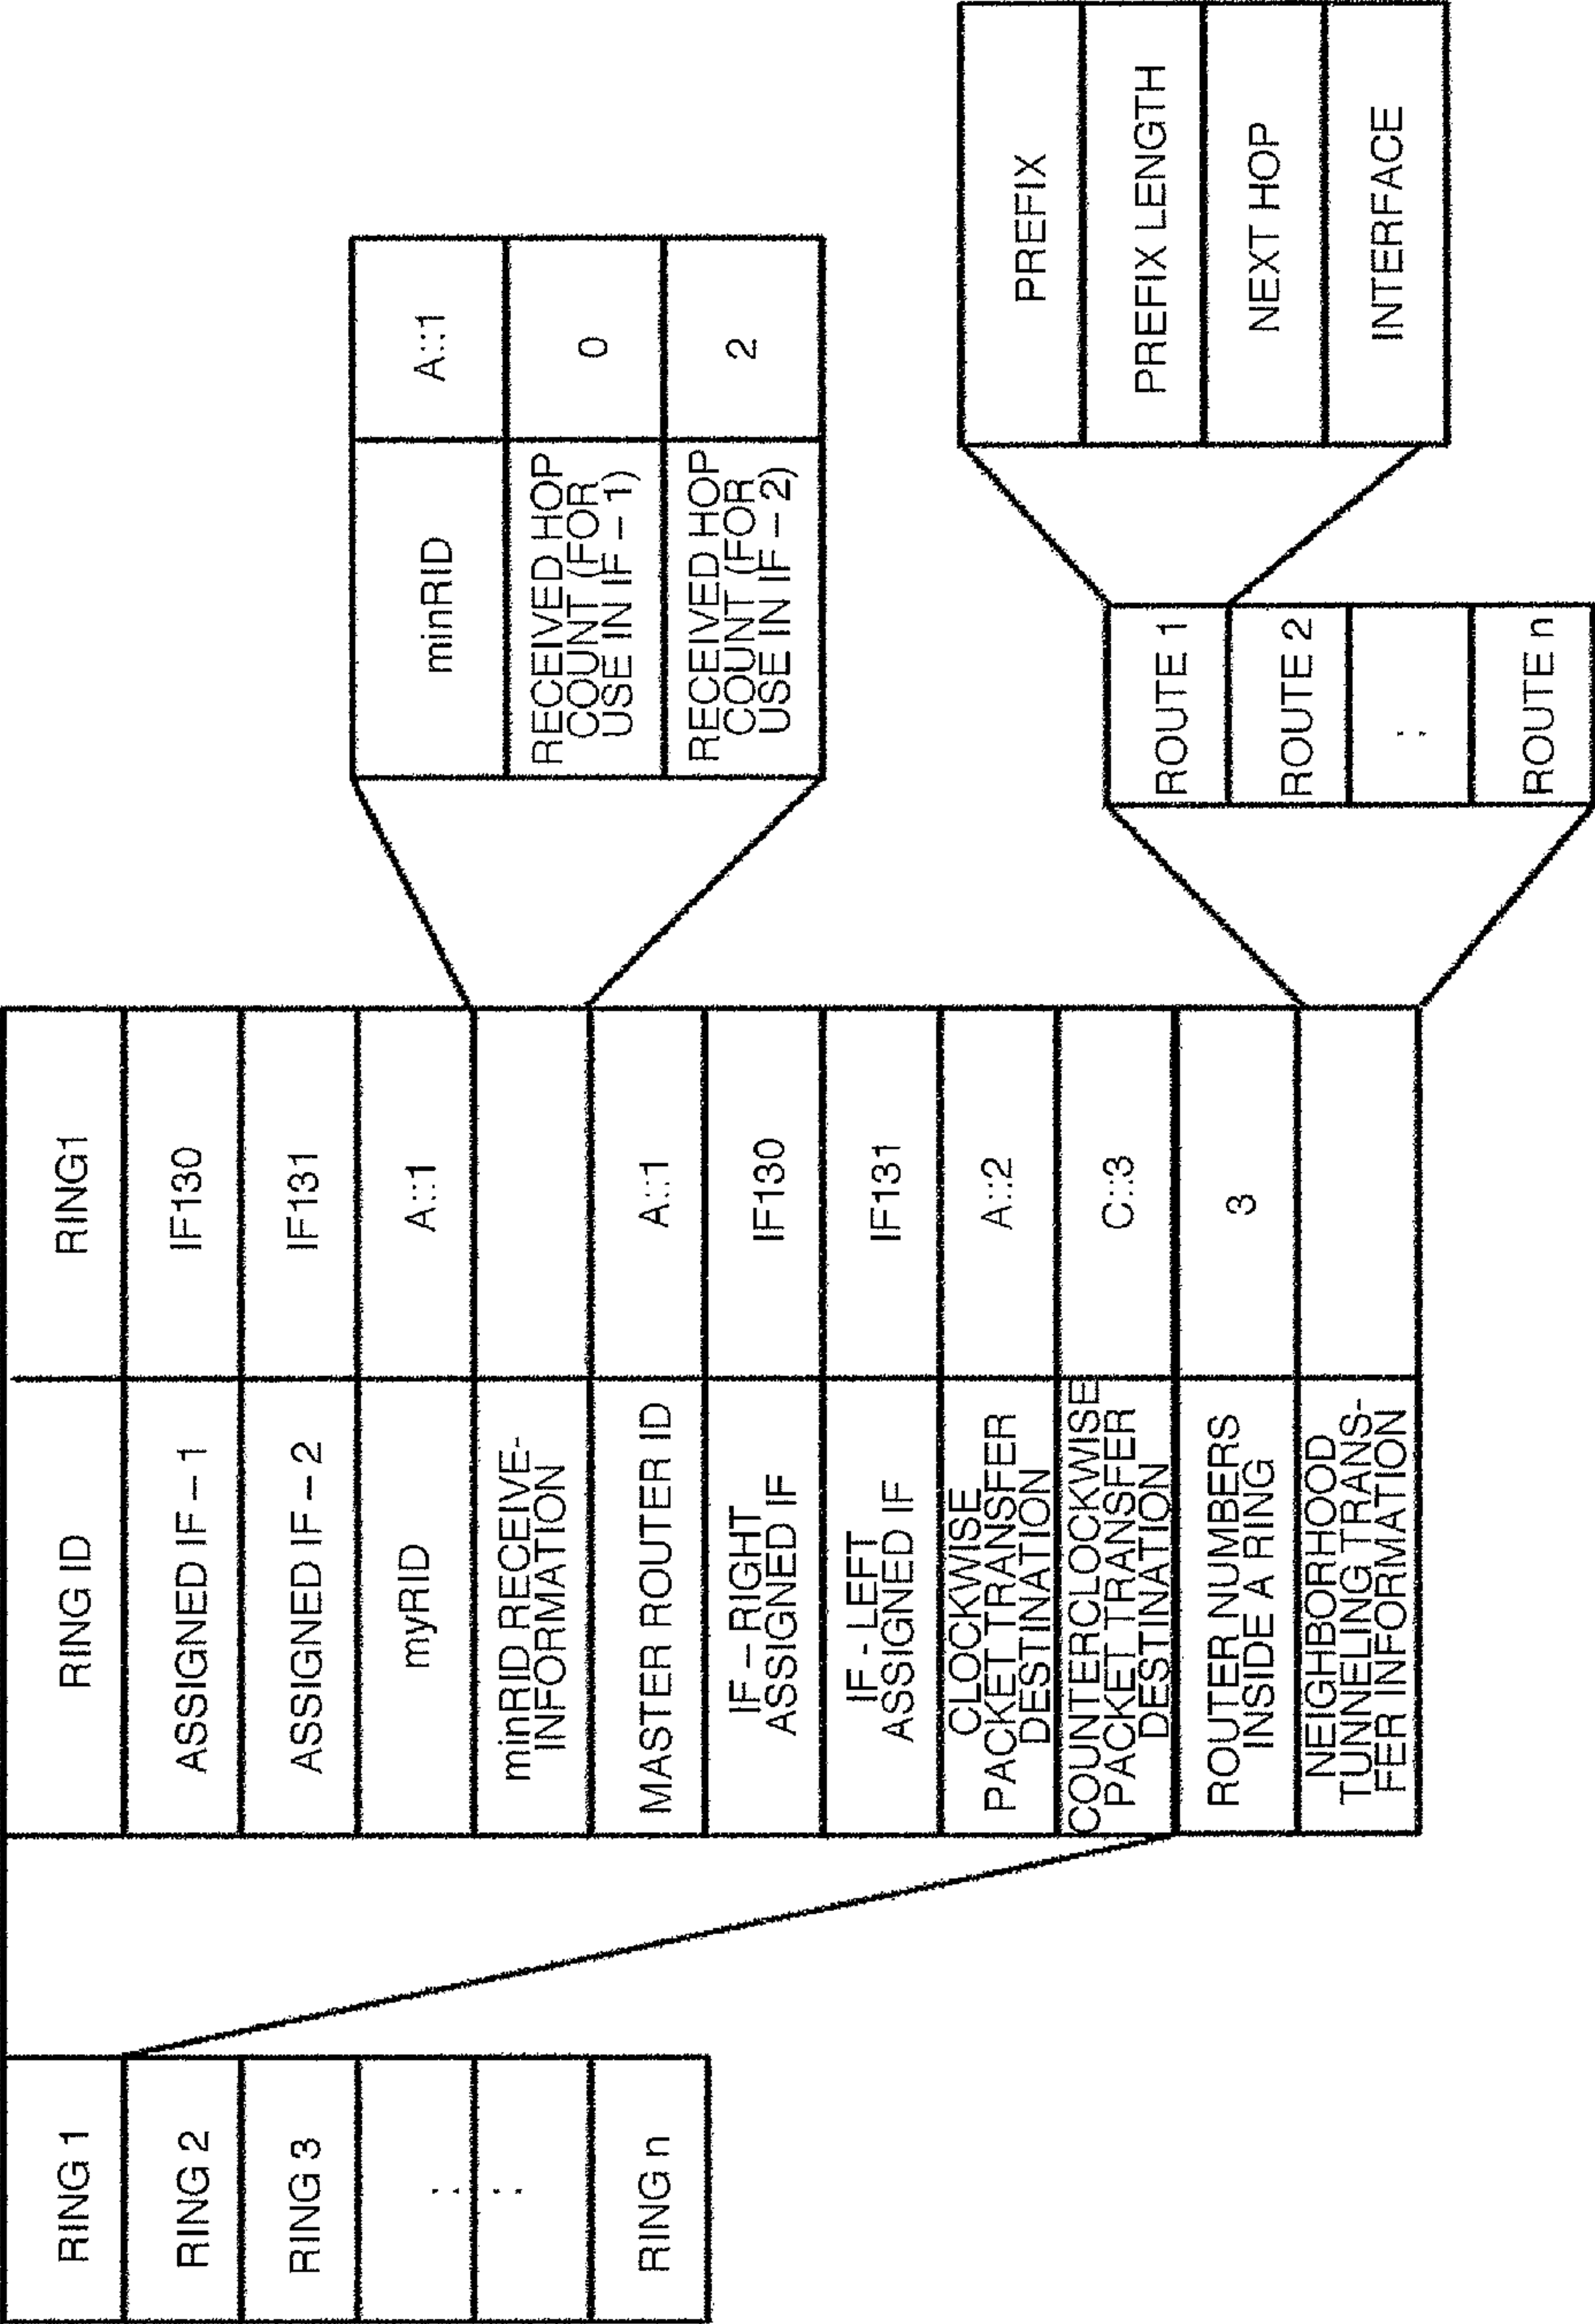 RING 1
RING 2
RING 3
RING n
RING ID
RING1
ASSIGNED IF – 1
IF130
ASSIGNED IF – 2
IF131
myRID
A::1
minRID RECEIVE-
INFORMATION
MASTER ROUTER ID
A::1
IF – RIGHT
ASSIGNED IF
IF130
IF - LEFT
ASSIGNED IF
IF131
CLOCKWISE
PACKET TRANSFER
DESTINATION
A::2
COUNTERCLOCKWISE
PACKET TRANSFER
DESTINATION
C::3
ROUTER NUMBERS
INSIDE A RING
3
NEIGHBORHOOD
TUNNELING TRANS-
FER INFORMATION
minRID
A::1
RECEIVED HOP
COUNT (FOR
USE IN IF – 1)
0
RECEIVED HOP
COUNT (FOR
USE IN IF – 2)
2
ROUTE 1
ROUTE 2
:
ROUTE n
PREFIX
PREFIX LENGTH
NEXT HOP
INTERFACE